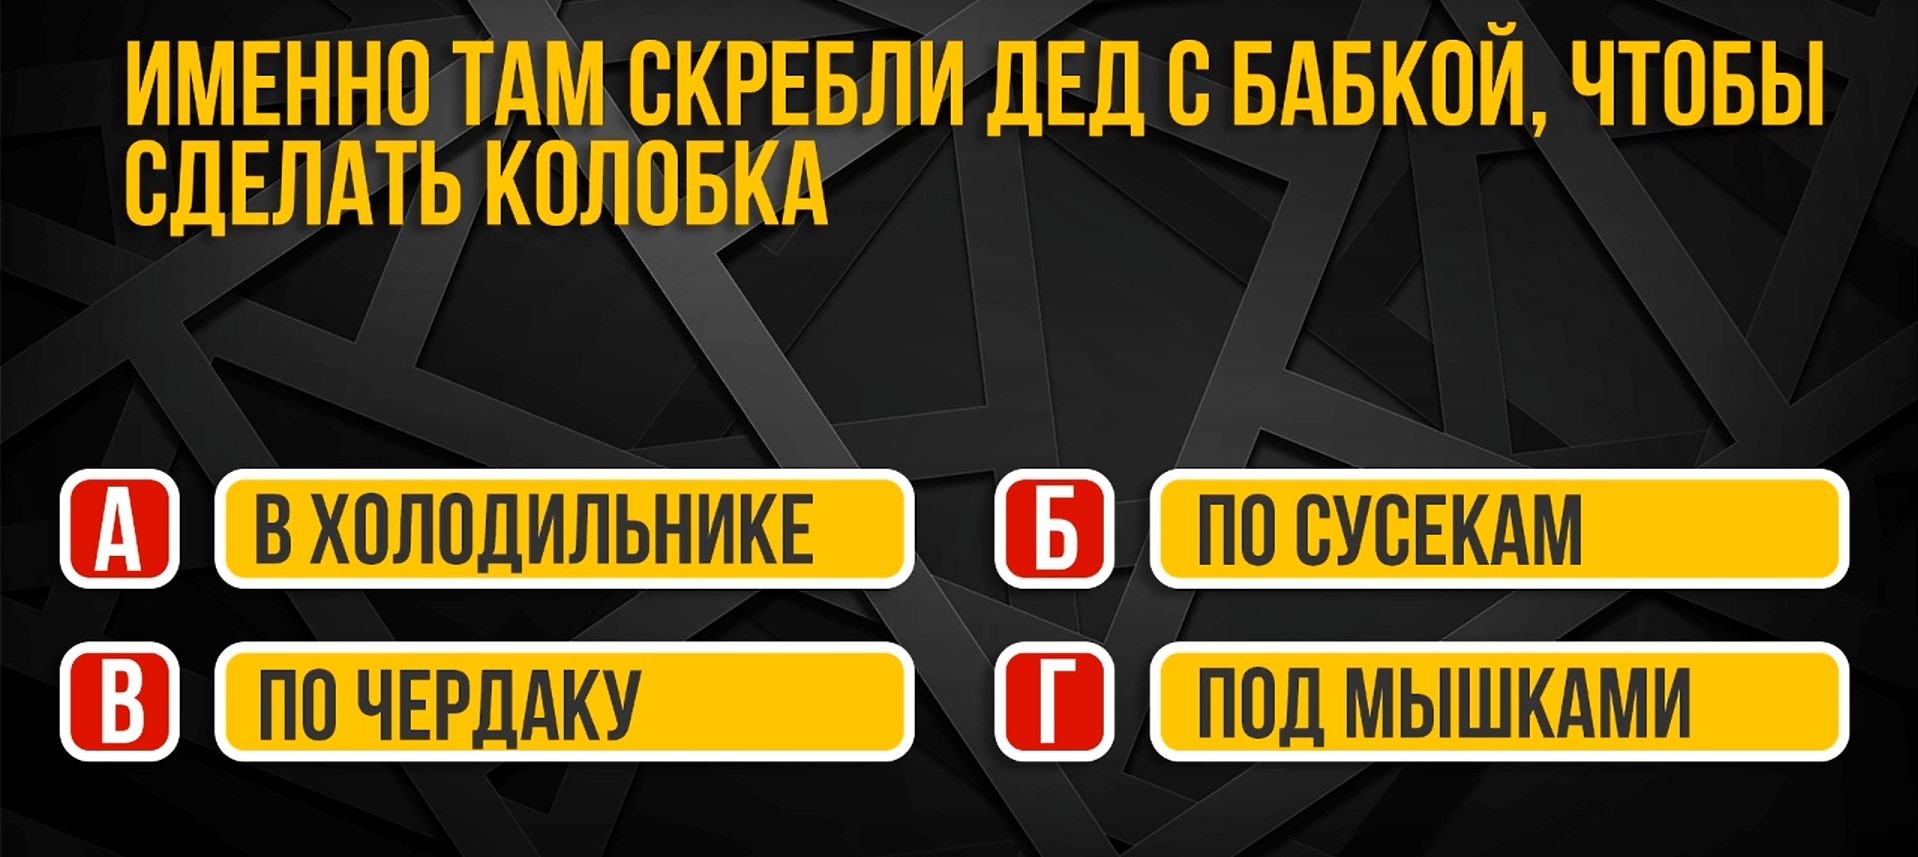 ИМЕННО ТАМ СКРЕБЛИ ДЕД С БАБКОЙ, ЧТОБЫ
СДЕЛАТЬ КОЛОБКА
А В ХОЛОДИЛЬНИКЕ
Б ПО СУСЕКАМ
В ПО ЧЕРДАКУ
Г ПОД МЫШКАМИ